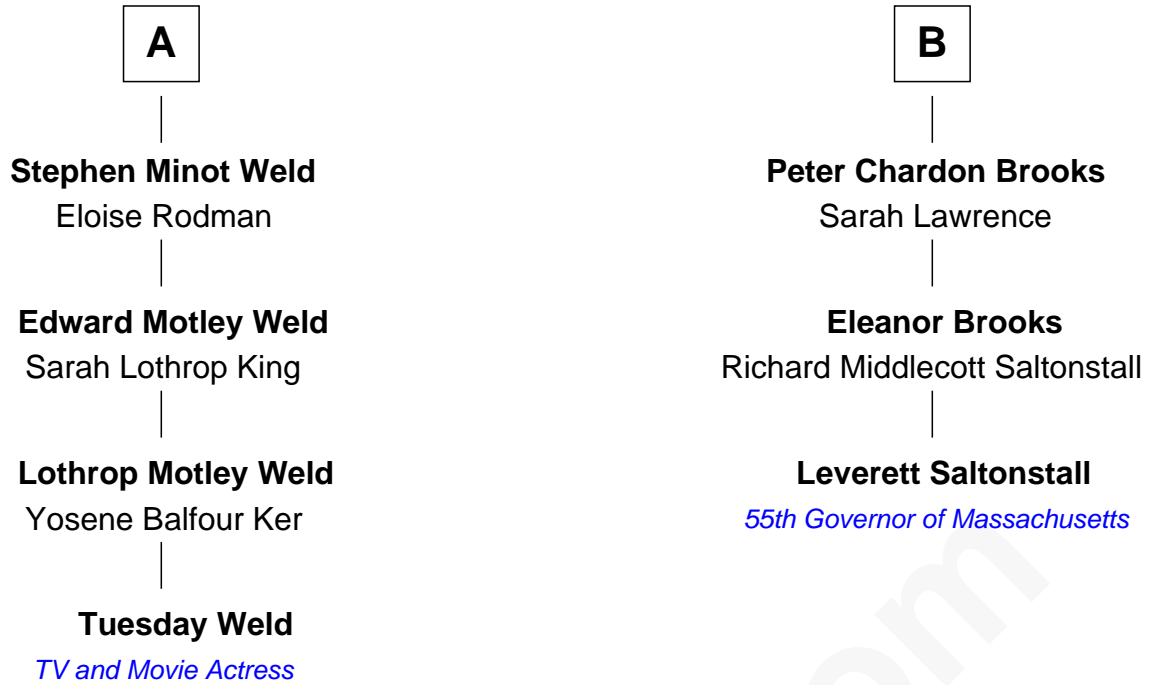 A
Stephen Minot Weld
Eloise Rodman
Edward Motley Weld
Sarah Lothrop King
Lothrop Motley Weld
Yosene Balfour Ker
Tuesday Weld
TV and Movie Actress
B
Peter Chardon Brooks
Sarah Lawrence
Eleanor Brooks
Richard Middlecott Saltonstall
Leverett Saltonstall
55th Governor of Massachusetts
om